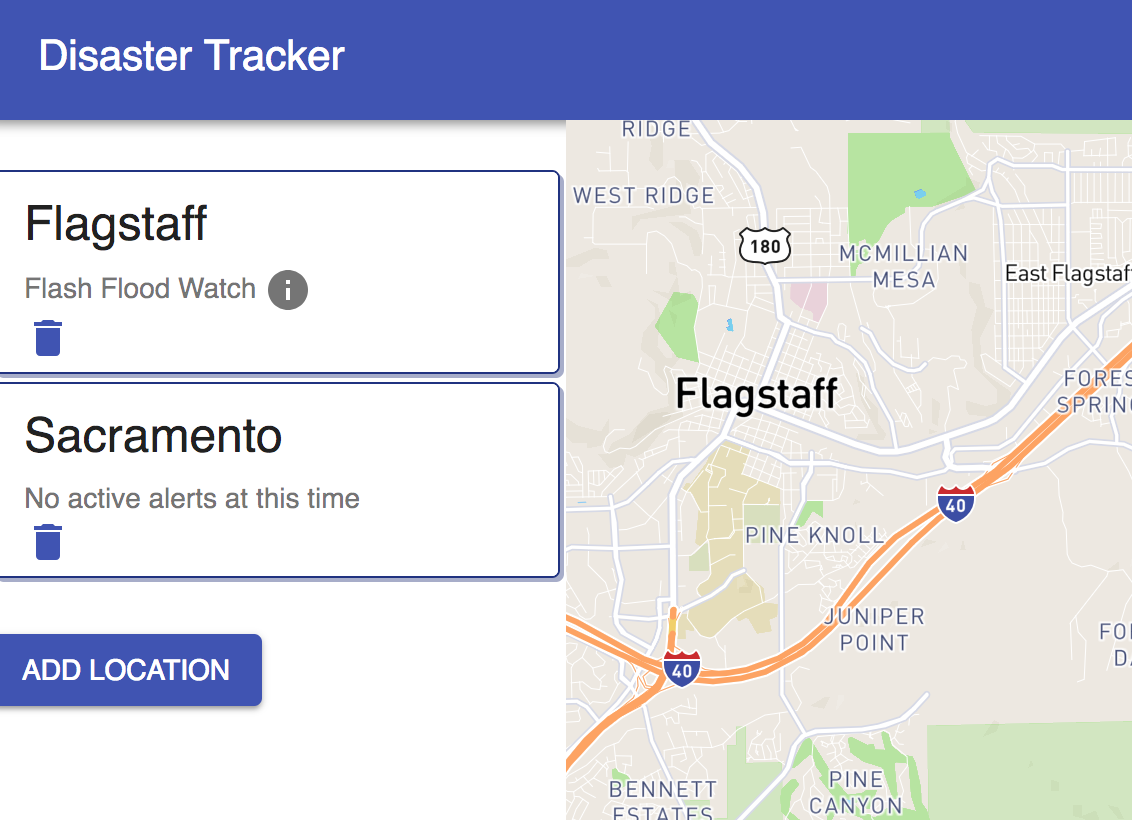 Disaster Tracker
Flagstaff
Flash Flood Watch
i
Sacramento
No active alerts at this time
ADD LOCATION
RIDGE
WEST RIDGE
180
MCMILLIAN
MESA
East Flagstaf
Flagstaff
FORES
SPRING
40
PINE KNOLL
JUNIPER
POINT
FO
DA
40
BENNETT
ESTATES
PINE
CANYON